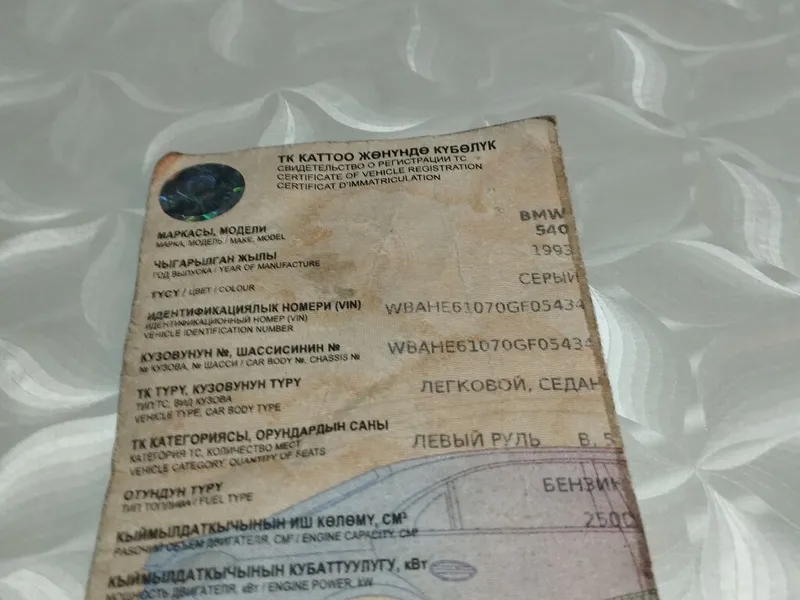 ТК КАТТОО ЖӨНҮНДӨ КҮБӨЛҮК
СВИДЕТЕЛЬСТВО О РЕГИСТРАЦИИ ТС
CERTIFICATE OF VEHICLE REGISTRATION
CERTIFICAT D'IMMATRICULATION
МАРКАСЫ, МОДЕЛИ
МАРКА, МОДЕЛЬ / MAKE, MODEL
BMW
540
ЧЫГАРЫЛГАН ЖЫЛЫ
ГОД ВЫПУСКА / YEAR OF MANUFACTURE
1993
ТҮСҮ / ЦВЕТ / COLOUR
СЕРЫЙ
ИДЕНТИФИКАЦИЯЛЫК НОМЕРИ (VIN)
ИДЕНТИФИКАЦИОННЫЙ НОМЕР (VIN)
VEHICLE IDENTIFICATION NUMBER
WBAHE61070GF05434
КУЗОВУНУН №, ШАССИСИНИН №
№ КУЗОВА, № ШАССИ / CAR BODY №, CHASSIS №
WBAHE61070GF05434
ТК ТҮРҮ, КУЗОВУНУН ТҮРҮ
ТИП ТС, ВИД КУЗОВА
VEHICLE TYPE, CAR BODY TYPE
ЛЕГКОВОЙ, СЕДАН
ТК КАТЕГОРИЯСЫ, ОРУНДАРДЫН САНЫ
КАТЕГОРИЯ ТС, КОЛИЧЕСТВО МЕСТ
VEHICLE CATEGORY, QUANTITY OF SEATS
ЛЕВЫЙ РУЛЬ B, 5
ОТУНДУН ТҮРҮ
ТИП ТОПЛИВА / FUEL TYPE
БЕНЗИН
КЫЙМЫЛДАТКЫЧЫНЫН ИШ КӨЛӨМҮ, СМ³
РАБОЧИЙ ОБЪЕМ ДВИГАТЕЛЯ, СМ³ / ENGINE CAPACITY, CM³
2500
КЫЙМЫЛДАТКЫЧЫНЫН КУБАТТУУЛУГУ, кВт
МОЩНОСТЬ ДВИГАТЕЛЯ, кВт / ENGINE POWER, KW